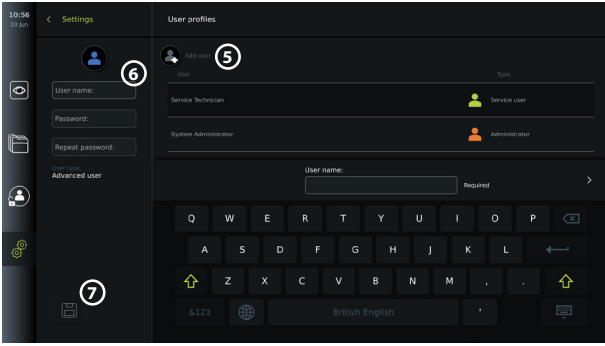 10:56
10 Jun
Settings
User profiles
5
Add user
6
User
Type
User name:
Service Technician
Service user
Password:
System Administrator
Administrator
Repeat password:
User type:
Advanced user
User name:
Required
Q W E R T Y U I O P
A S D F G H J K L
Z X C V B N M , .
7
&123
British English
'